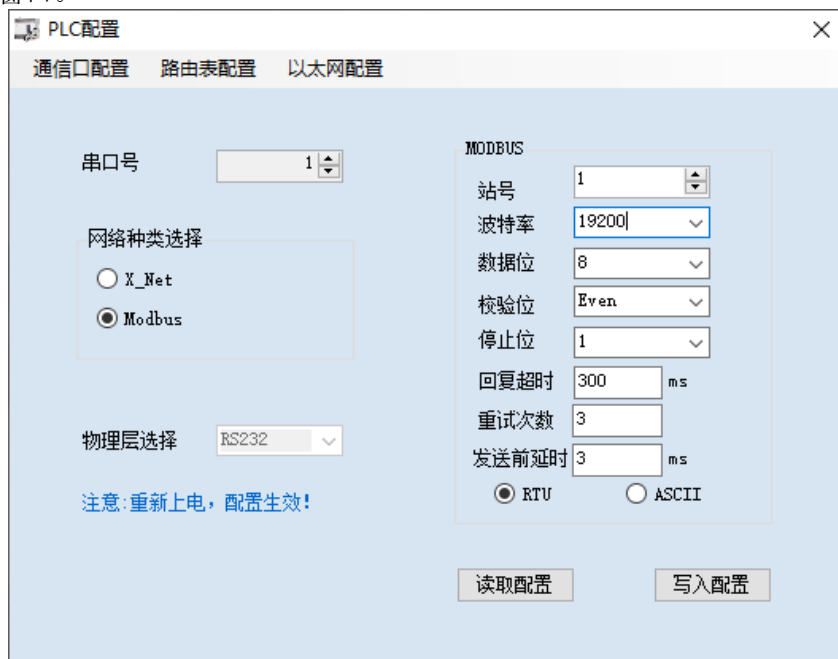 PLC配置
通信口配置 路由表配置 以太网配置
串口号 1
网络种类选择
X_Net
Modbus
物理层选择 RS232
注意:重新上电，配置生效!
MODBUS
站号 1
波特率 19200
数据位 8
校验位 Even
停止位 1
回复超时 300 ms
重试次数 3
发送前延时 3 ms
RTU ASCII
读取配置 写入配置